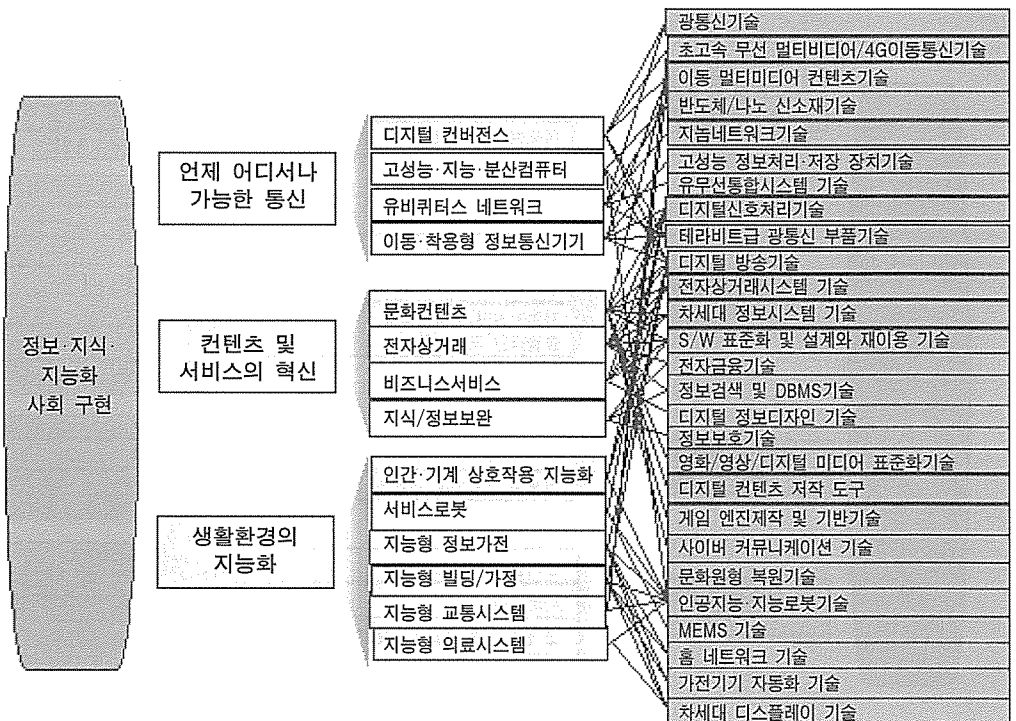 정보·지식·
지능화
사회 구현
언제 어디서나
가능한 통신
컨텐츠 및
서비스의 혁신
생활환경의
지능화
디지털 컨버전스
고성능·지능·분산컴퓨터
유비쿼터스 네트워크
이동·착용형 정보통신기기
문화컨텐츠
전자상거래
비즈니스서비스
지식/정보보완
인간·기계 상호작용 지능화
서비스로봇
지능형 정보가전
지능형 빌딩/가정
지능형 교통시스템
지능형 의료시스템
광통신기술
초고속 무선 멀티비디어/4G이동통신기술
이동 멀티미디어 컨텐츠기술
반도체/나노 신소재기술
지놈네트워크기술
고성능 정보처리·저장 장치기술
유무선통합시스템 기술
디지털신호처리기술
테라비트급 광통신 부품기술
디지털 방송기술
전자상거래시스템 기술
차세대 정보시스템 기술
S/W 표준화 및 설계와 재이용 기술
전자금융기술
정보검색 및 DBMS기술
디지털 정보디자인 기술
정보보호기술
영화/영상/디지털 미디어 표준화기술
디지털 컨텐츠 저작 도구
게임 엔진제작 및 기반기술
사이버 커뮤니케이션 기술
문화원형 복원기술
인공지능·지능로봇기술
MEMS 기술
홈 네트워크 기술
가전기기 자동화 기술
차세대 디스플레이 기술